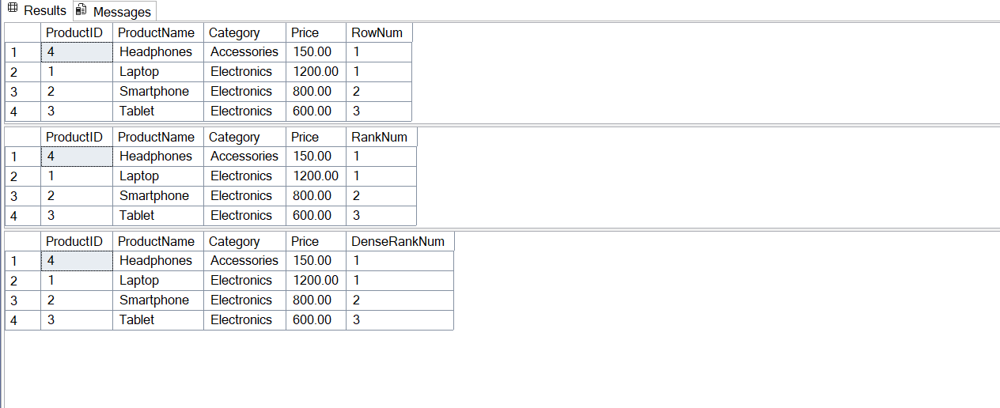 Results Messages
ProductID ProductName Category Price RowNum
1 4 Headphones Accessories 150.00 1
2 1 Laptop Electronics 1200.00 1
3 2 Smartphone Electronics 800.00 2
4 3 Tablet Electronics 600.00 3
ProductID ProductName Category Price RankNum
1 4 Headphones Accessories 150.00 1
2 1 Laptop Electronics 1200.00 1
3 2 Smartphone Electronics 800.00 2
4 3 Tablet Electronics 600.00 3
ProductID ProductName Category Price DenseRankNum
1 4 Headphones Accessories 150.00 1
2 1 Laptop Electronics 1200.00 1
3 2 Smartphone Electronics 800.00 2
4 3 Tablet Electronics 600.00 3